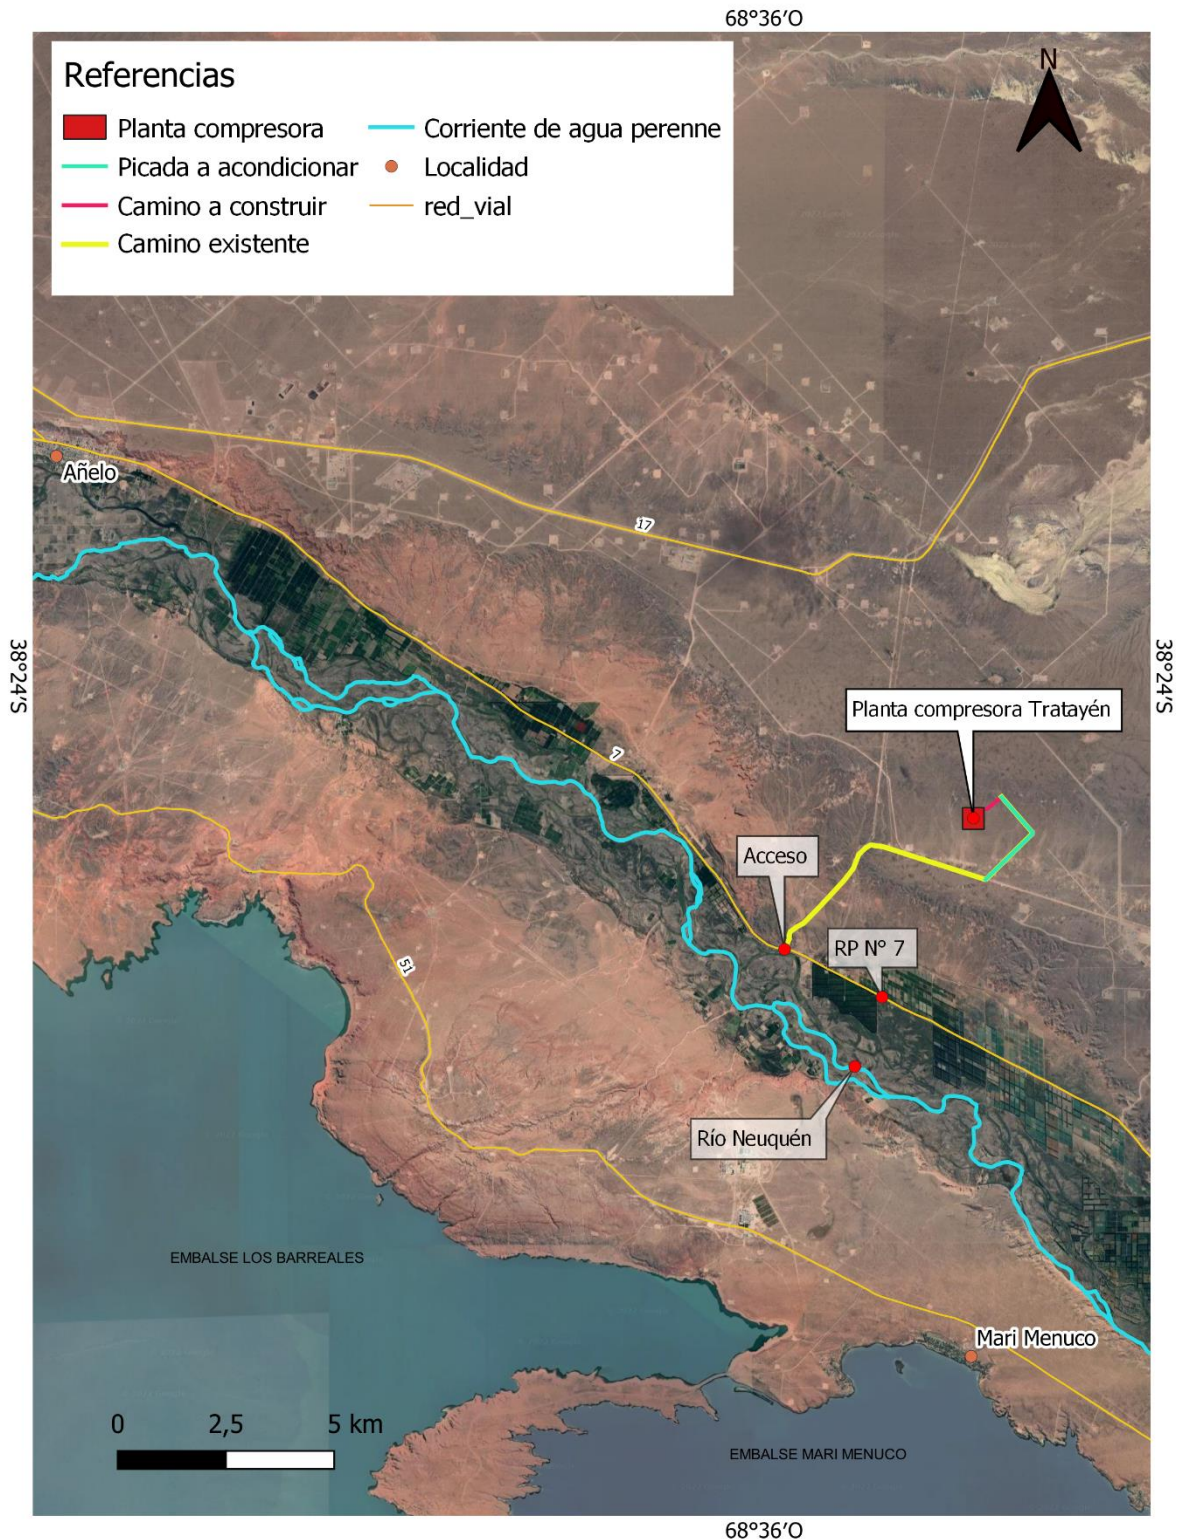 68°36′O
Referencias
Planta compresora
Picada a acondicionar
Camino a construir
Camino existente
Corriente de agua perenne
Localidad
red_vial
N
Añelo
17
38°24′S
38°24′S
Planta compresora Tratayén
7
Acceso
RP N° 7
51
Río Neuquén
EMBALSE LOS BARREALES
Mari Menuco
0 2,5 5 km
EMBALSE MARI MENUCO
68°36′O